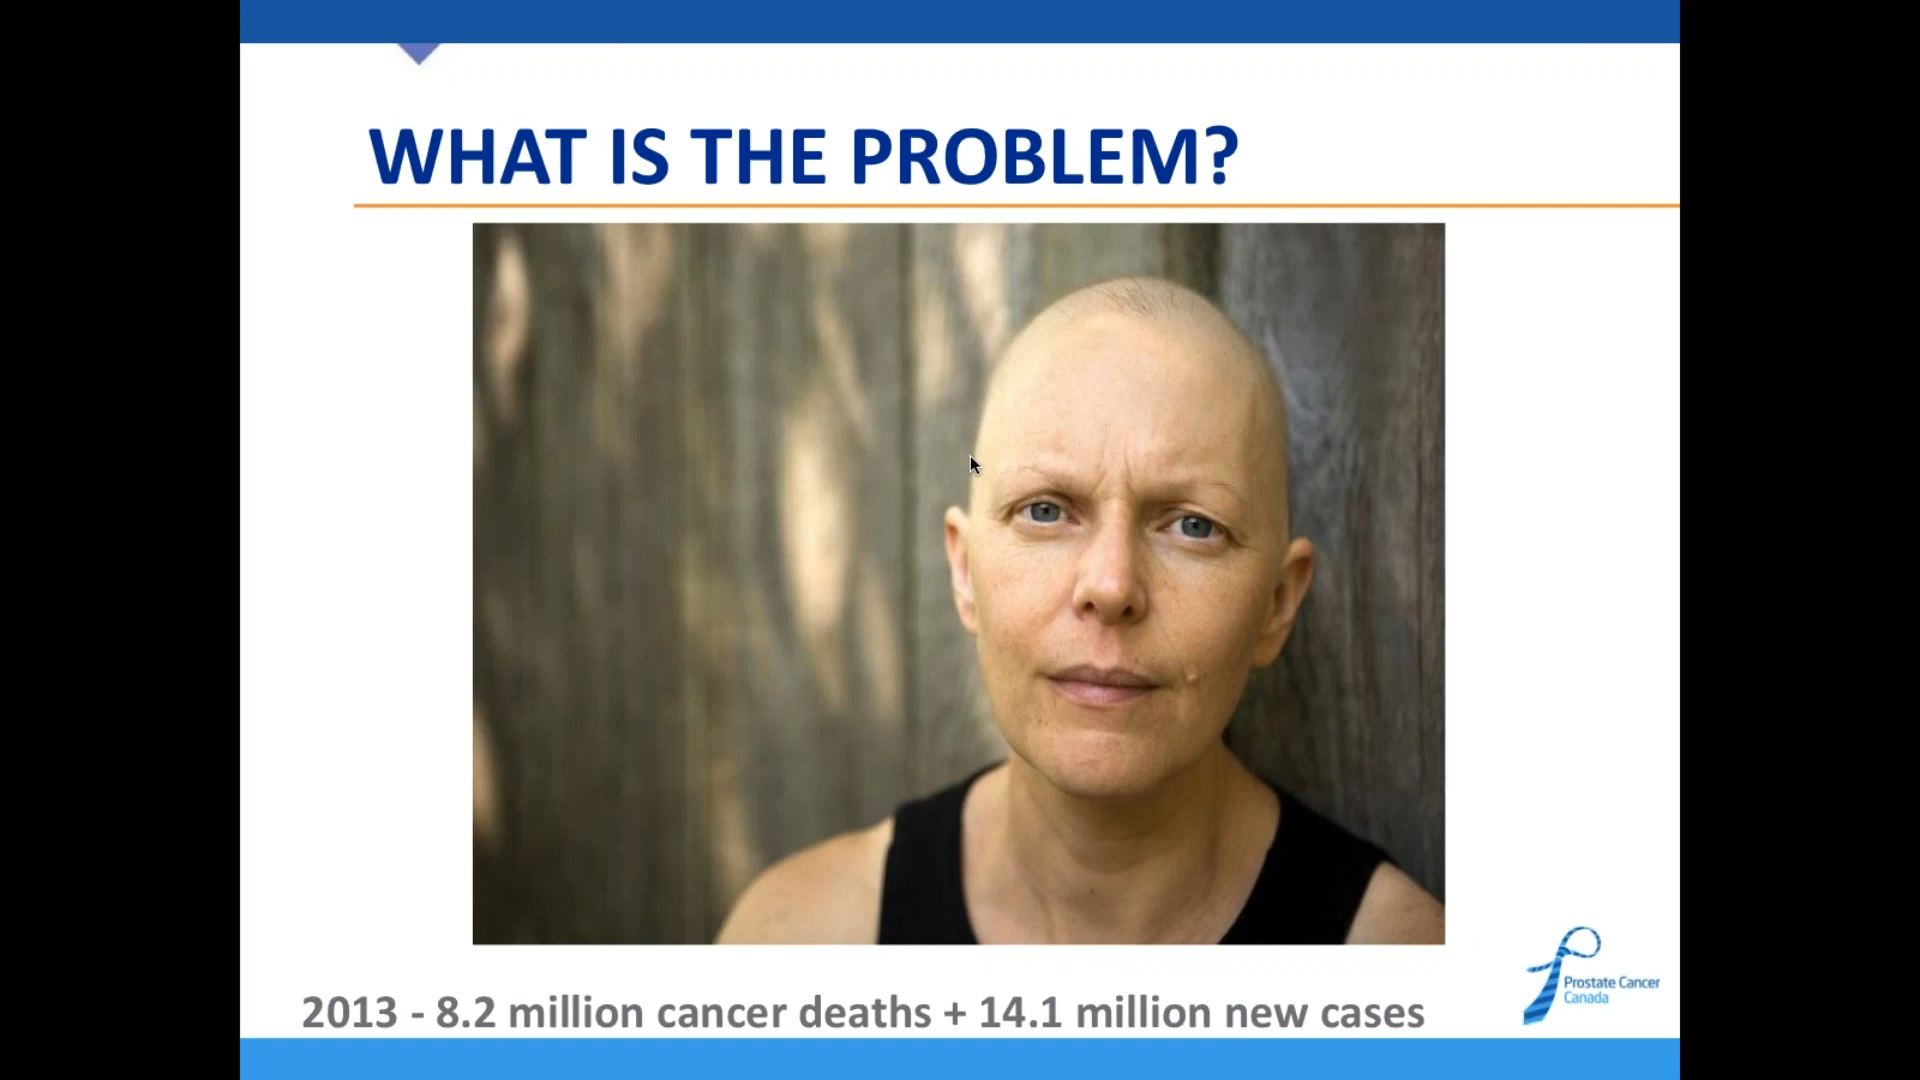 WHAT IS THE PROBLEM?
2013 - 8.2 million cancer deaths + 14.1 million new cases
Prostate Cancer
Canada